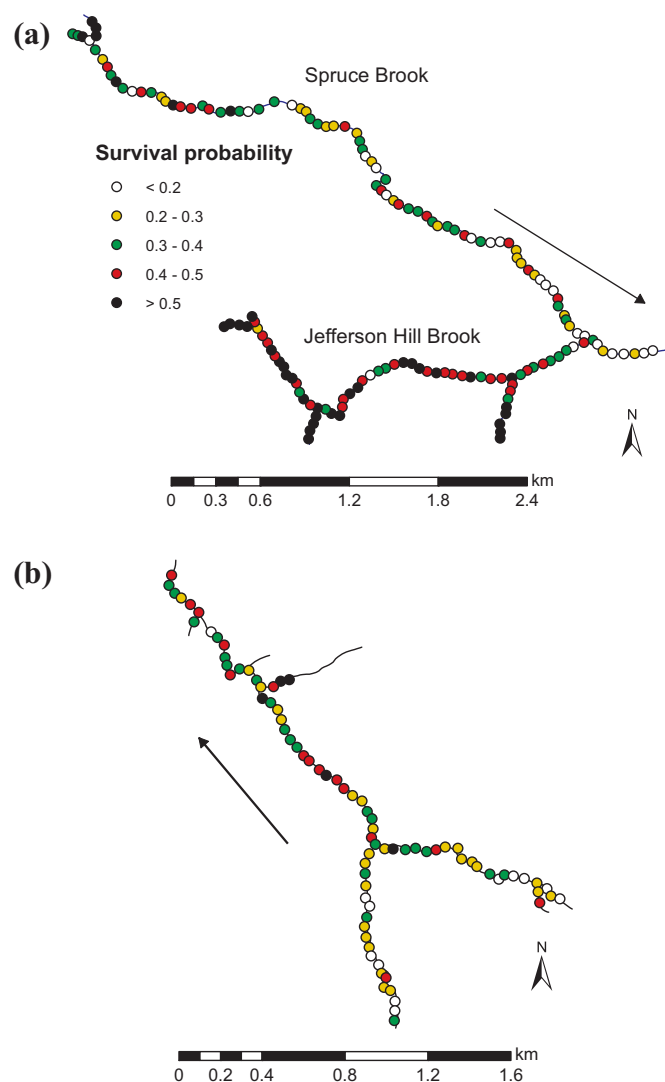 (a)
Spruce Brook
Survival probability
< 0.2
0.2 - 0.3
0.3 - 0.4
0.4 - 0.5
> 0.5
Jefferson Hill Brook
N
km
0 0.3 0.6 1.2 1.8 2.4
(b)
N
km
0 0.2 0.4 0.8 1.2 1.6